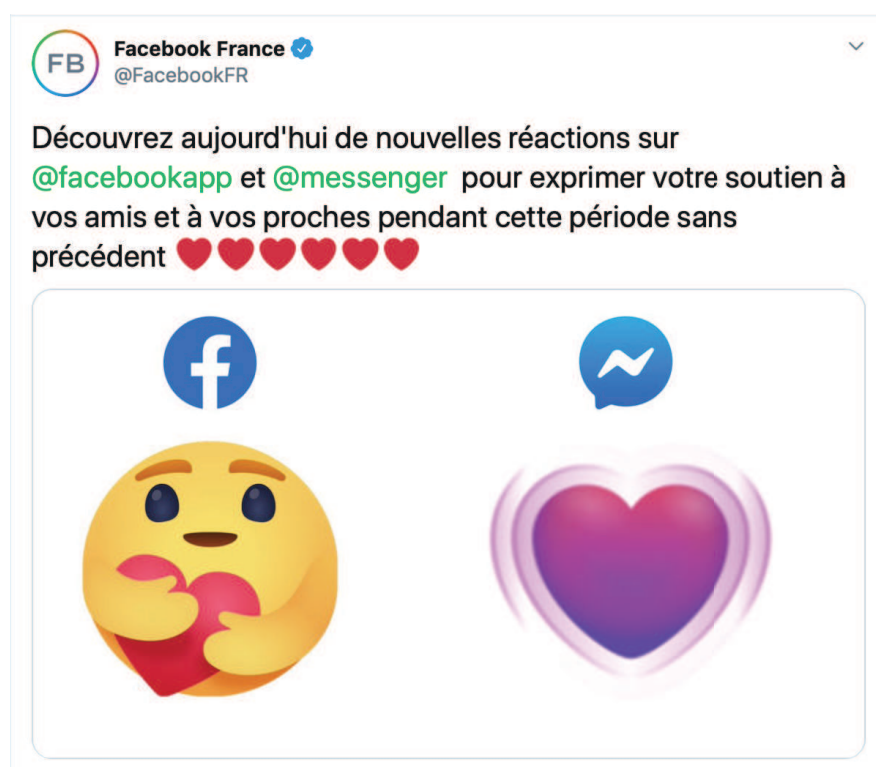 FB
Facebook France
@FacebookFR
Découvrez aujourd'hui de nouvelles réactions sur
@facebookapp et @messenger pour exprimer votre soutien à
vos amis et à vos proches pendant cette période sans
précédent ❤❤❤❤❤❤